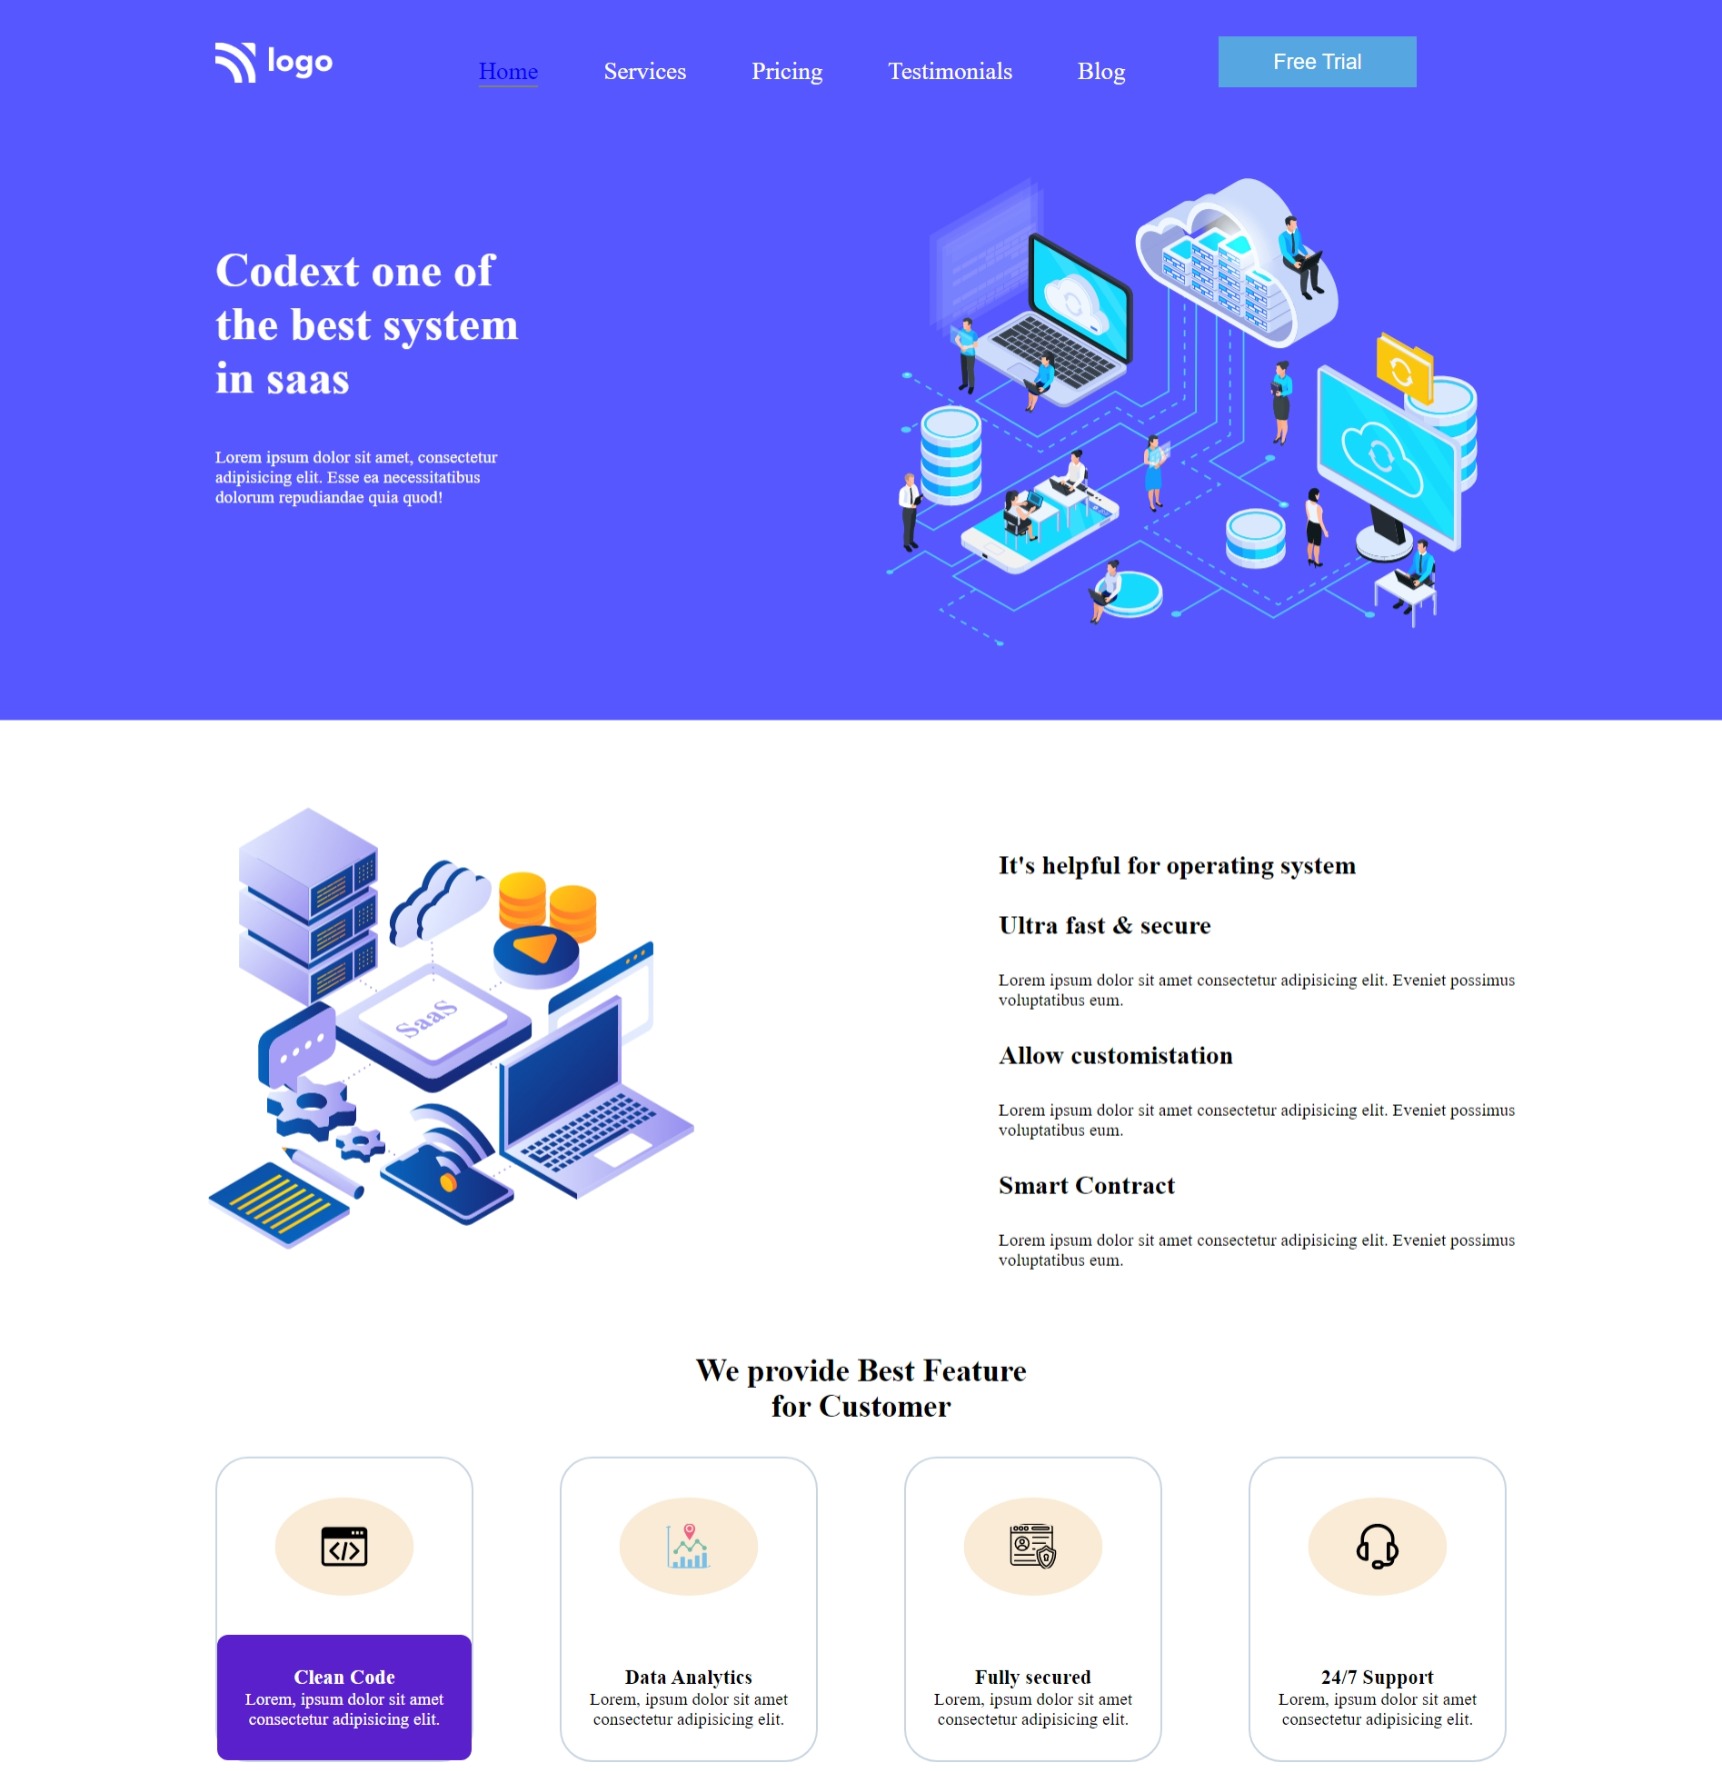 logo
Home
Services
Pricing
Testimonials
Blog
Free Trial
Codext one of
the best system
in saas
Lorem ipsum dolor sit amet, consectetur
adipisicing elit. Esse ea necessitatibus
dolorum repudiandae quia quod!
SaaS
It's helpful for operating system
Ultra fast & secure
Lorem ipsum dolor sit amet consectetur adipisicing elit. Eveniet possimus
voluptatibus eum.
Allow customistation
Lorem ipsum dolor sit amet consectetur adipisicing elit. Eveniet possimus
voluptatibus eum.
Smart Contract
Lorem ipsum dolor sit amet consectetur adipisicing elit. Eveniet possimus
voluptatibus eum.
We provide Best Feature
for Customer
Clean Code
Lorem, ipsum dolor sit amet
consectetur adipisicing elit.
Data Analytics
Lorem, ipsum dolor sit amet
consectetur adipisicing elit.
Fully secured
Lorem, ipsum dolor sit amet
consectetur adipisicing elit.
24/7 Support
Lorem, ipsum dolor sit amet
consectetur adipisicing elit.